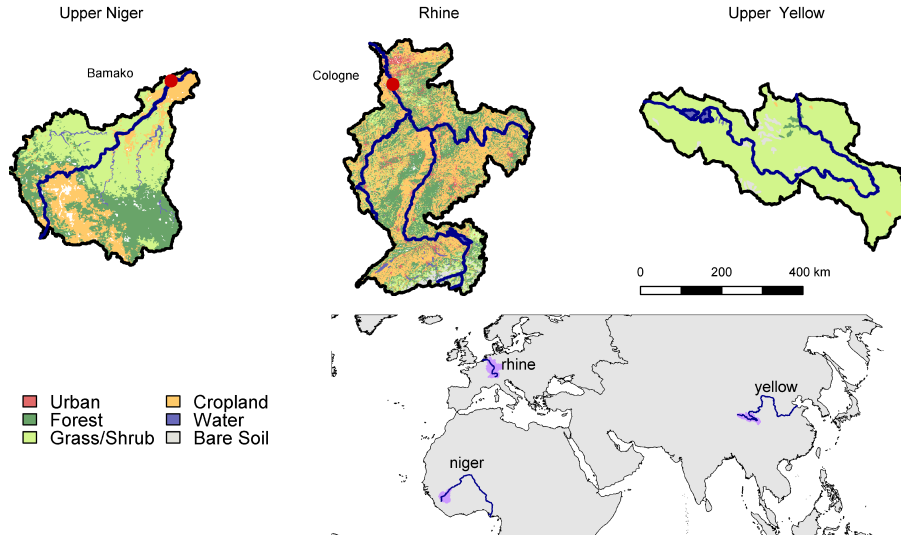 Upper Niger
Rhine
Upper Yellow
Bamako
Cologne
0 200 400 km
rhine
yellow
niger
Urban
Forest
Grass/Shrub
Cropland
Water
Bare Soil